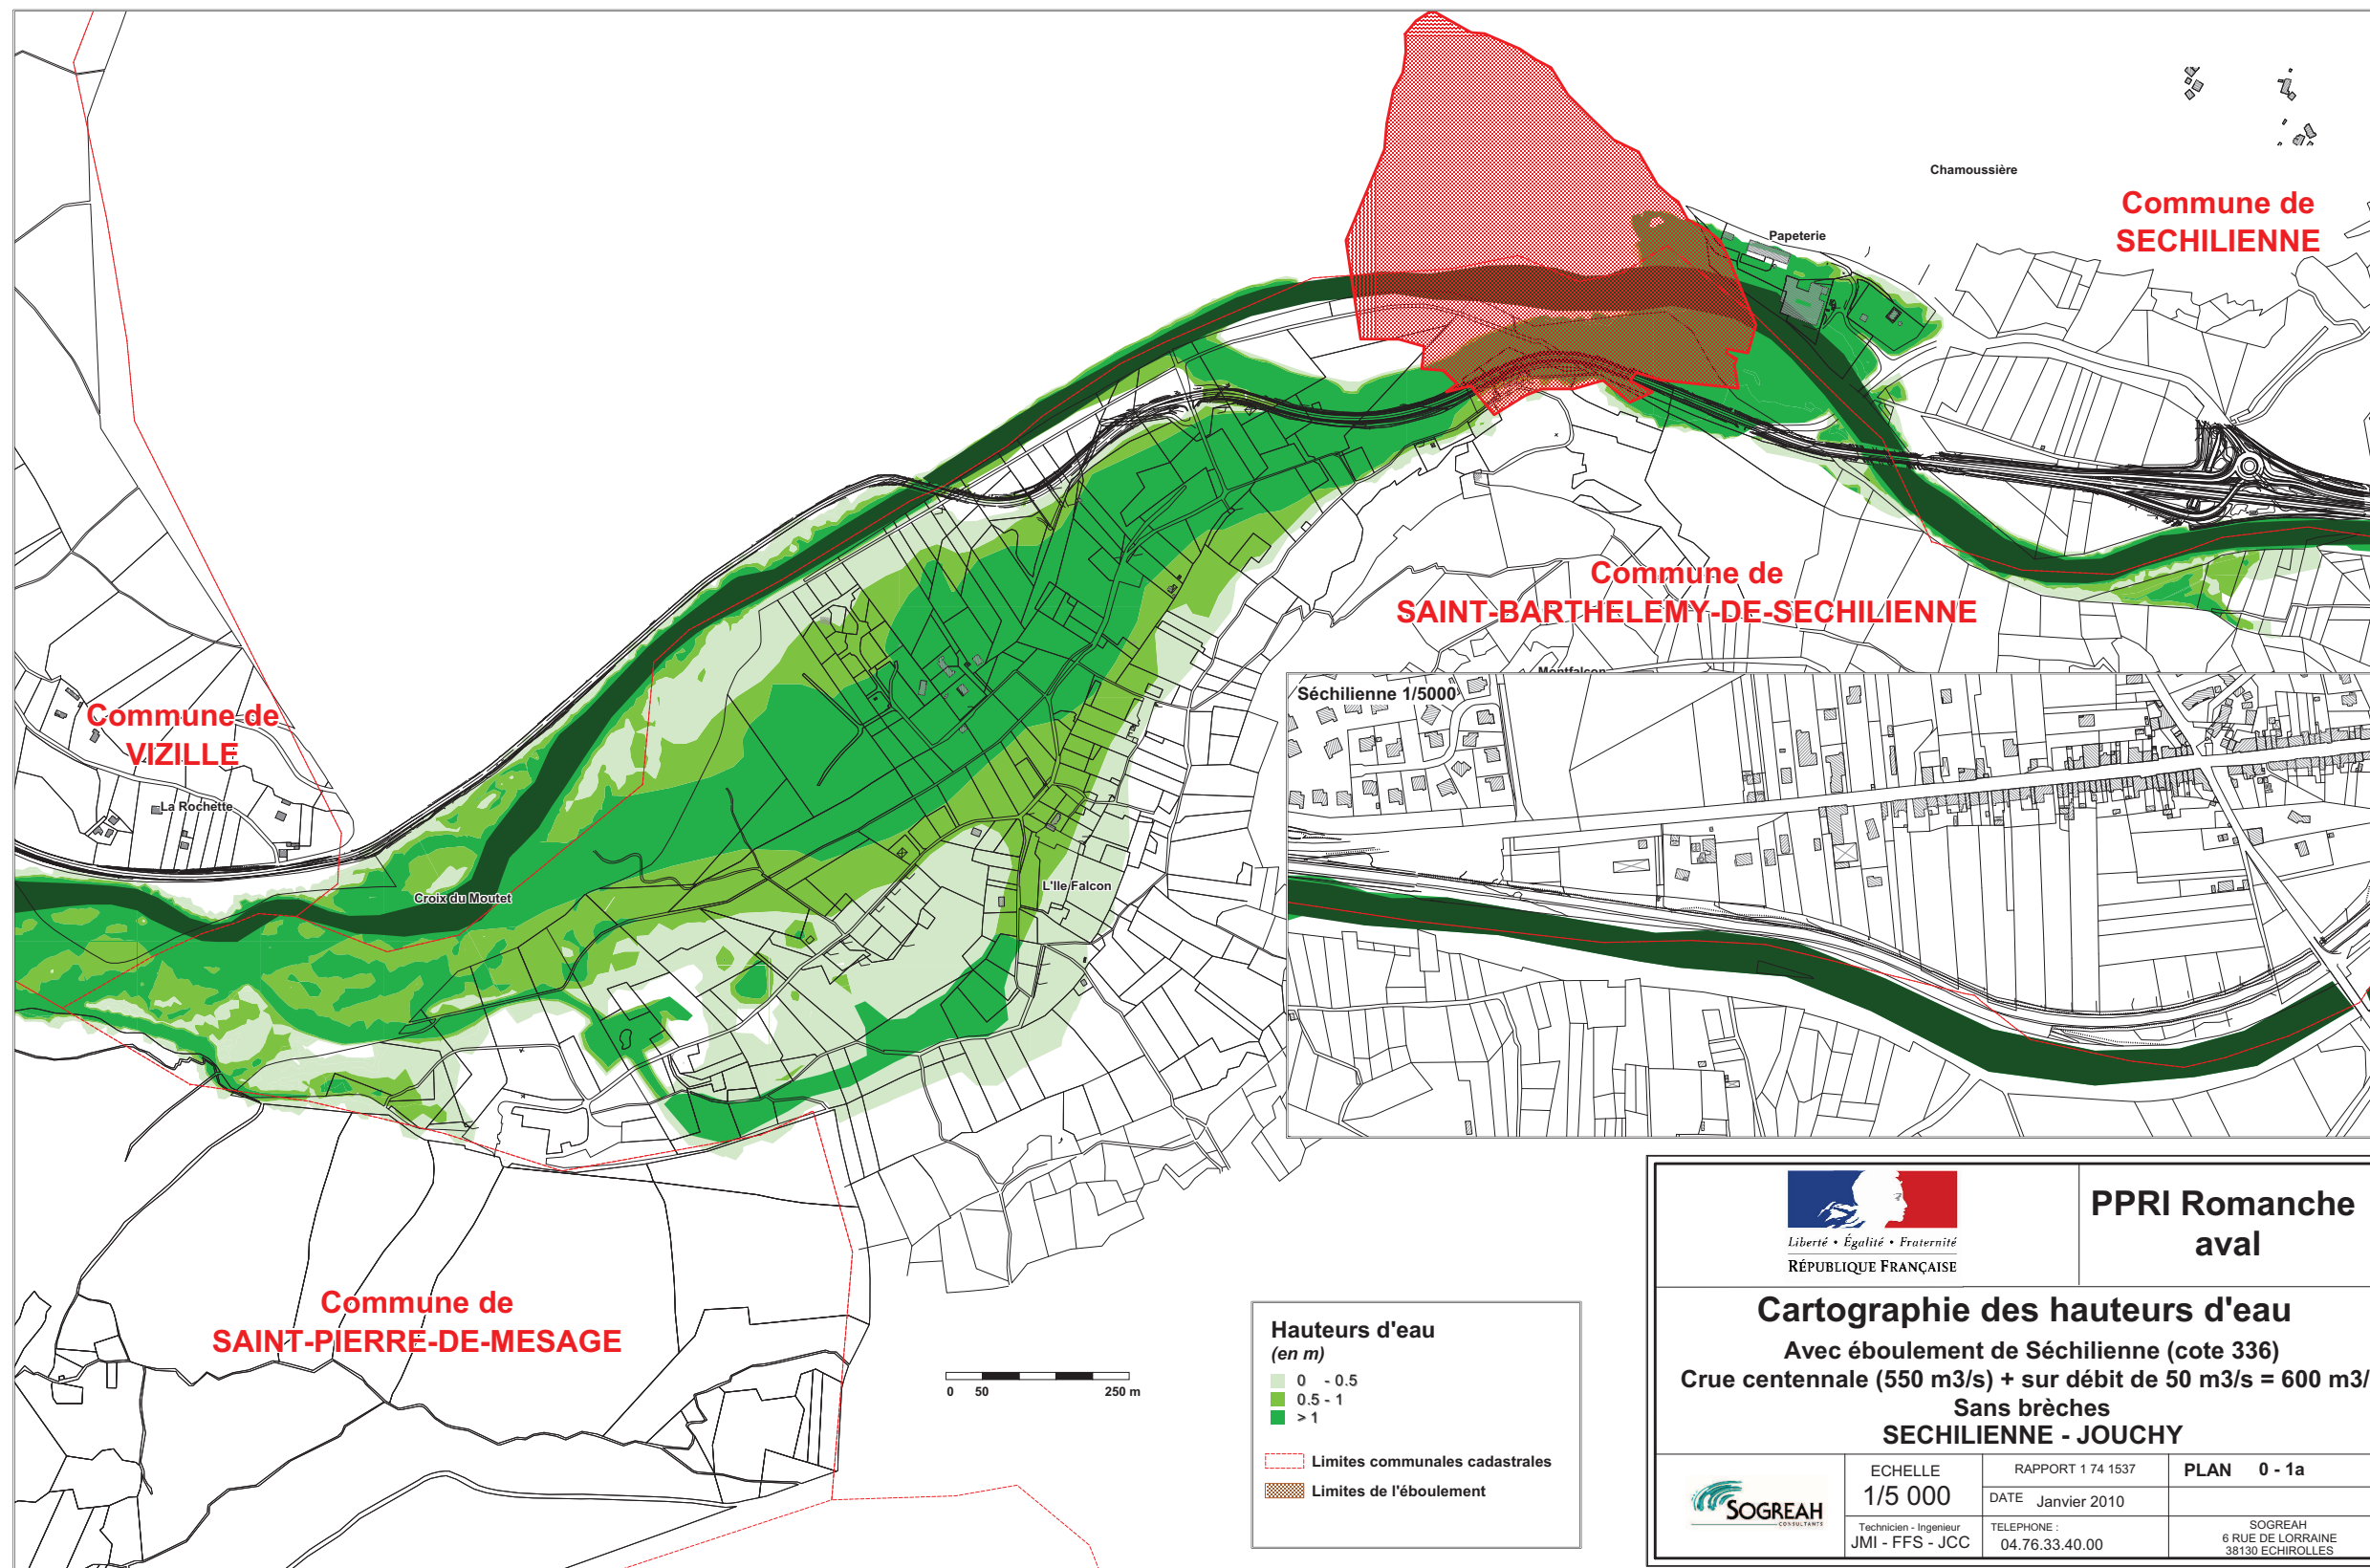 Chamoussière
Commune de
SECHILIENNE
Papeterie
Commune de
SAINT-BARTHELEMY-DE-SECHILIENNE
Montfalcon
Séchilienne 1/5000
Commune de
VIZILLE
La Rochette
Croix du Moutet
L'Ile Falcon
Commune de
SAINT-PIERRE-DE-MESAGE
0 50 250 m
Hauteurs d'eau
(en m)
0 - 0.5
0.5 - 1
> 1
Limites communales cadastrales
Limites de l'éboulement
Liberté • Égalité • Fraternité
RÉPUBLIQUE FRANÇAISE
PPRI Romanche
aval
Cartographie des hauteurs d'eau
Avec éboulement de Séchilienne (cote 336)
Crue centennale (550 m3/s) + sur débit de 50 m3/s = 600 m3/
Sans brèches
SECHILIENNE - JOUCHY
SOGREAH
CONSULTANTS
ECHELLE
1/5 000
Technicien - Ingenieur
JMI - FFS - JCC
RAPPORT 1 74 1537
DATE Janvier 2010
TELEPHONE :
04.76.33.40.00
PLAN 0 - 1a
SOGREAH
6 RUE DE LORRAINE
38130 ECHIROLLES